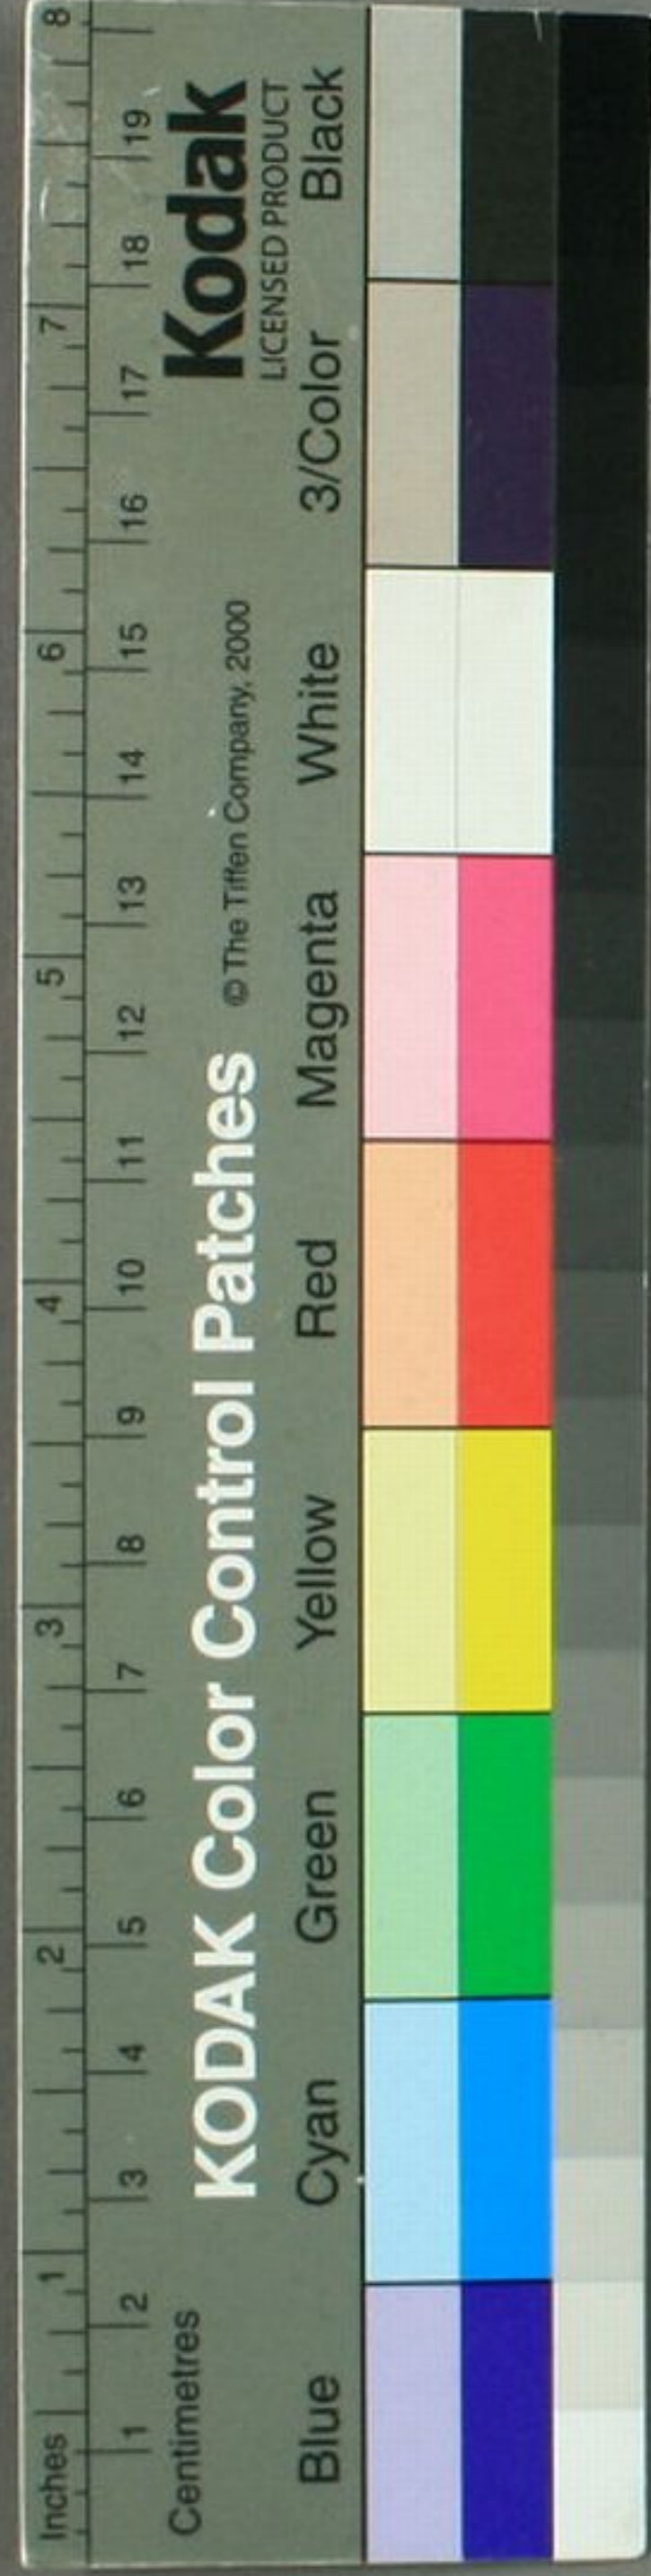 Inches 1 2 3 4 5 6 7 8
1 2 3 4 5 6 7 8 9 10 11 12 13 14 15 16 17 18 19
Centimetres
KODAK Color Control Patches © The Tiffen Company, 2000 Kodak
LICENSED PRODUCT
Blue Cyan Green Yellow Red Magenta White 3/Color Black